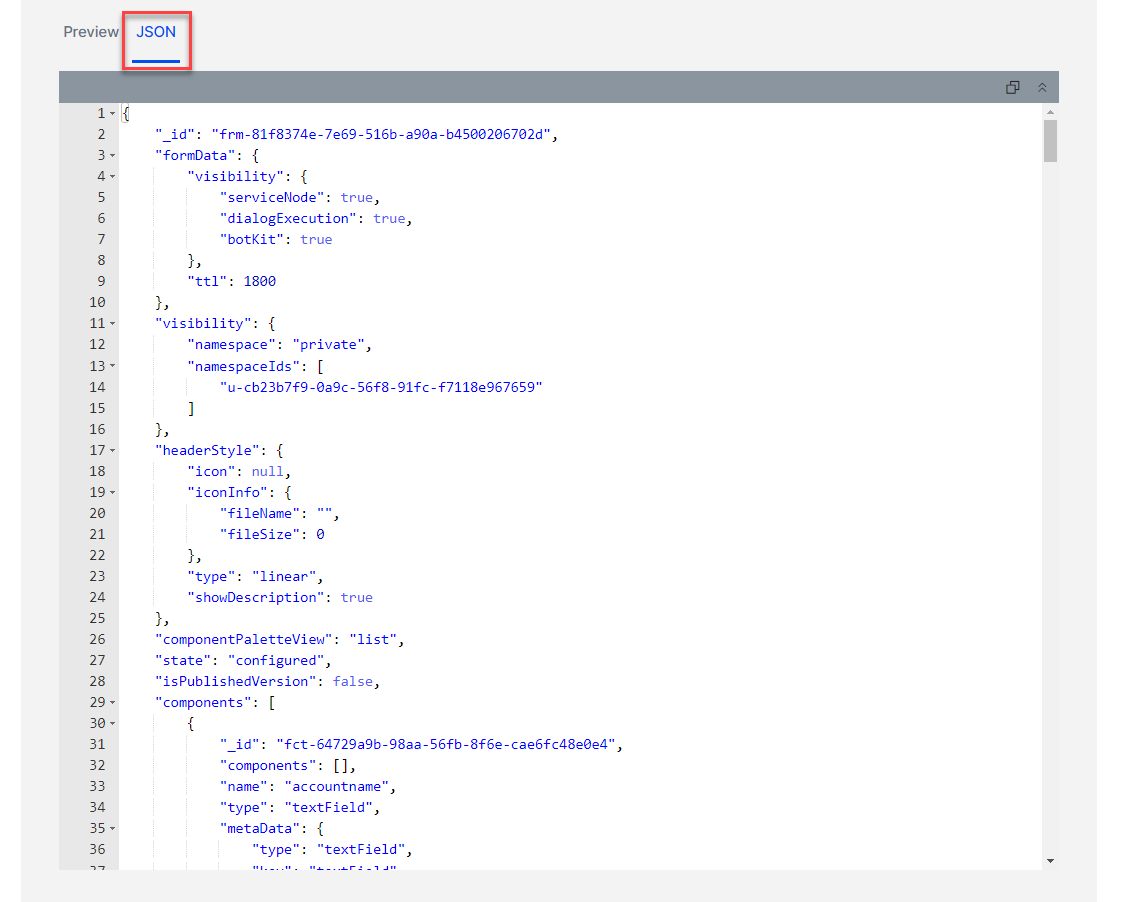 Preview JSON
1 {
2 "_id": "frm-81f8374e-7e69-516b-a90a-b4500206702d",
3 "formData": {
4 "visibility": {
5 "serviceNode": true,
6 "dialogExecution": true,
7 "botKit": true
8 },
9 "ttl": 1800
10 },
11 "visibility": {
12 "namespace": "private",
13 "namespaceIds": [
14 "u-cb23b7f9-0a9c-56f8-91fc-f7118e967659"
15 ]
16 },
17 "headerStyle": {
18 "icon": null,
19 "iconInfo": {
20 "fileName": "",
21 "fileSize": 0
22 },
23 "type": "linear",
24 "showDescription": true
25 },
26 "componentPaletteView": "list",
27 "state": "configured",
28 "isPublishedVersion": false,
29 "components": [
30 {
31 "_id": "fct-64729a9b-98aa-56fb-8f6e-cae6fc48e0e4",
32 "components": [],
33 "name": "accountname",
34 "type": "textField",
35 "metaData": {
36 "type": "textField",
37 "key": "textField"